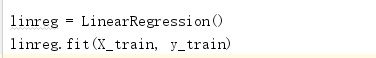 linreg = LinearRegression()
linreg.fit(X_train, y_train)